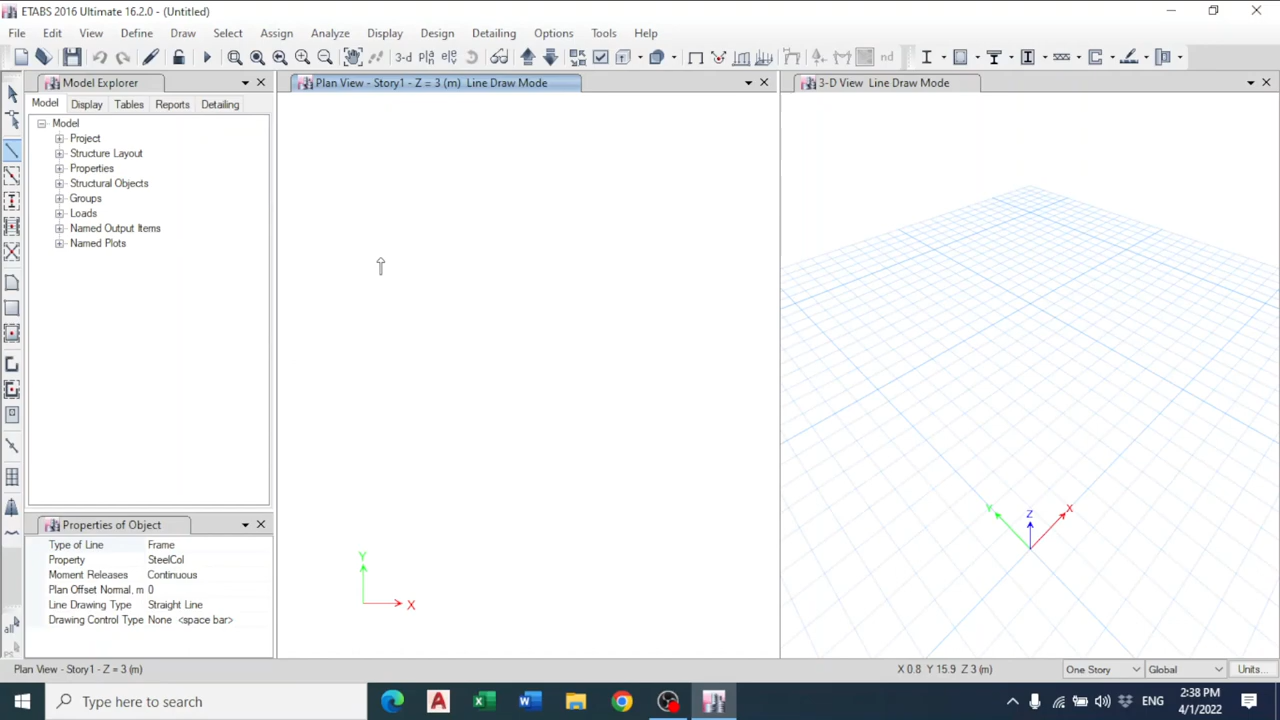 ETABS 2016 Ultimate 16.2.0 - (Untitled)
File Edit View Define Draw Select Assign Analyze Display Design Detailing Options Tools Help
3-d
nd
Model Explorer
Plan View - Story1 - Z = 3 (m) Line Draw Mode
3-D View Line Draw Mode
Model Display Tables Reports Detailing
Model
Project
Structure Layout
Properties
Structural Objects
Groups
Loads
Named Output Items
Named Plots
Y
X
Y
Z
X
Properties of Object
Type of Line Frame
Property SteelCol
Moment Releases Continuous
Plan Offset Normal, m 0
Line Drawing Type Straight Line
Drawing Control Type None <space bar>
all
Plan View - Story1 - Z = 3 (m)
X 0.8 Y 15.9 Z 3 (m)
One Story
Global
Units...
Type here to search
ENG
2:38 PM
4/1/2022